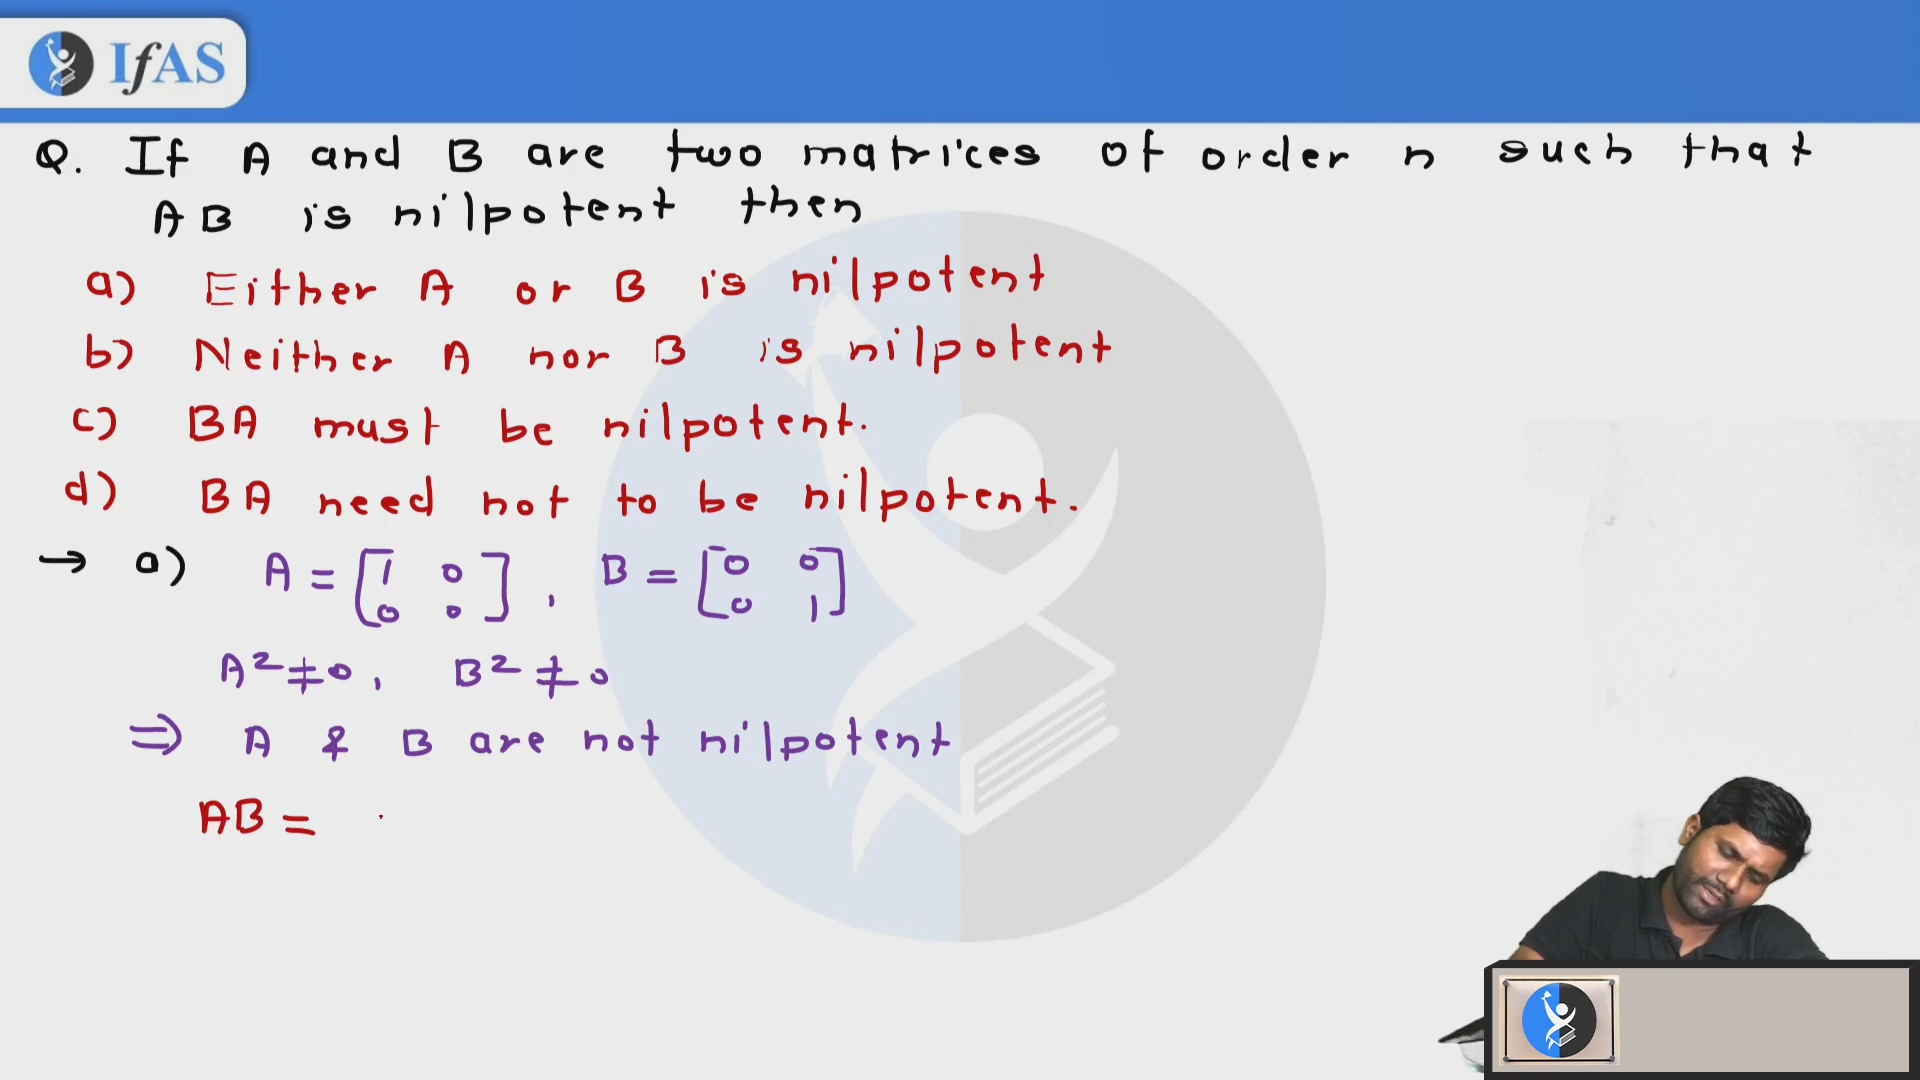 IfAS
Q. If A and B are two matrices of order n such that
AB is nilpotent then
a) Either A or B is nilpotent
b) Neither A nor B is nilpotent
c) BA must be nilpotent.
d) BA need not to be nilpotent.
→ a) A = [1 0 0 0] , B = [0 0 0 1]
A² ≠ 0 , B² ≠ 0
⇒ A & B are not nilpotent
AB =